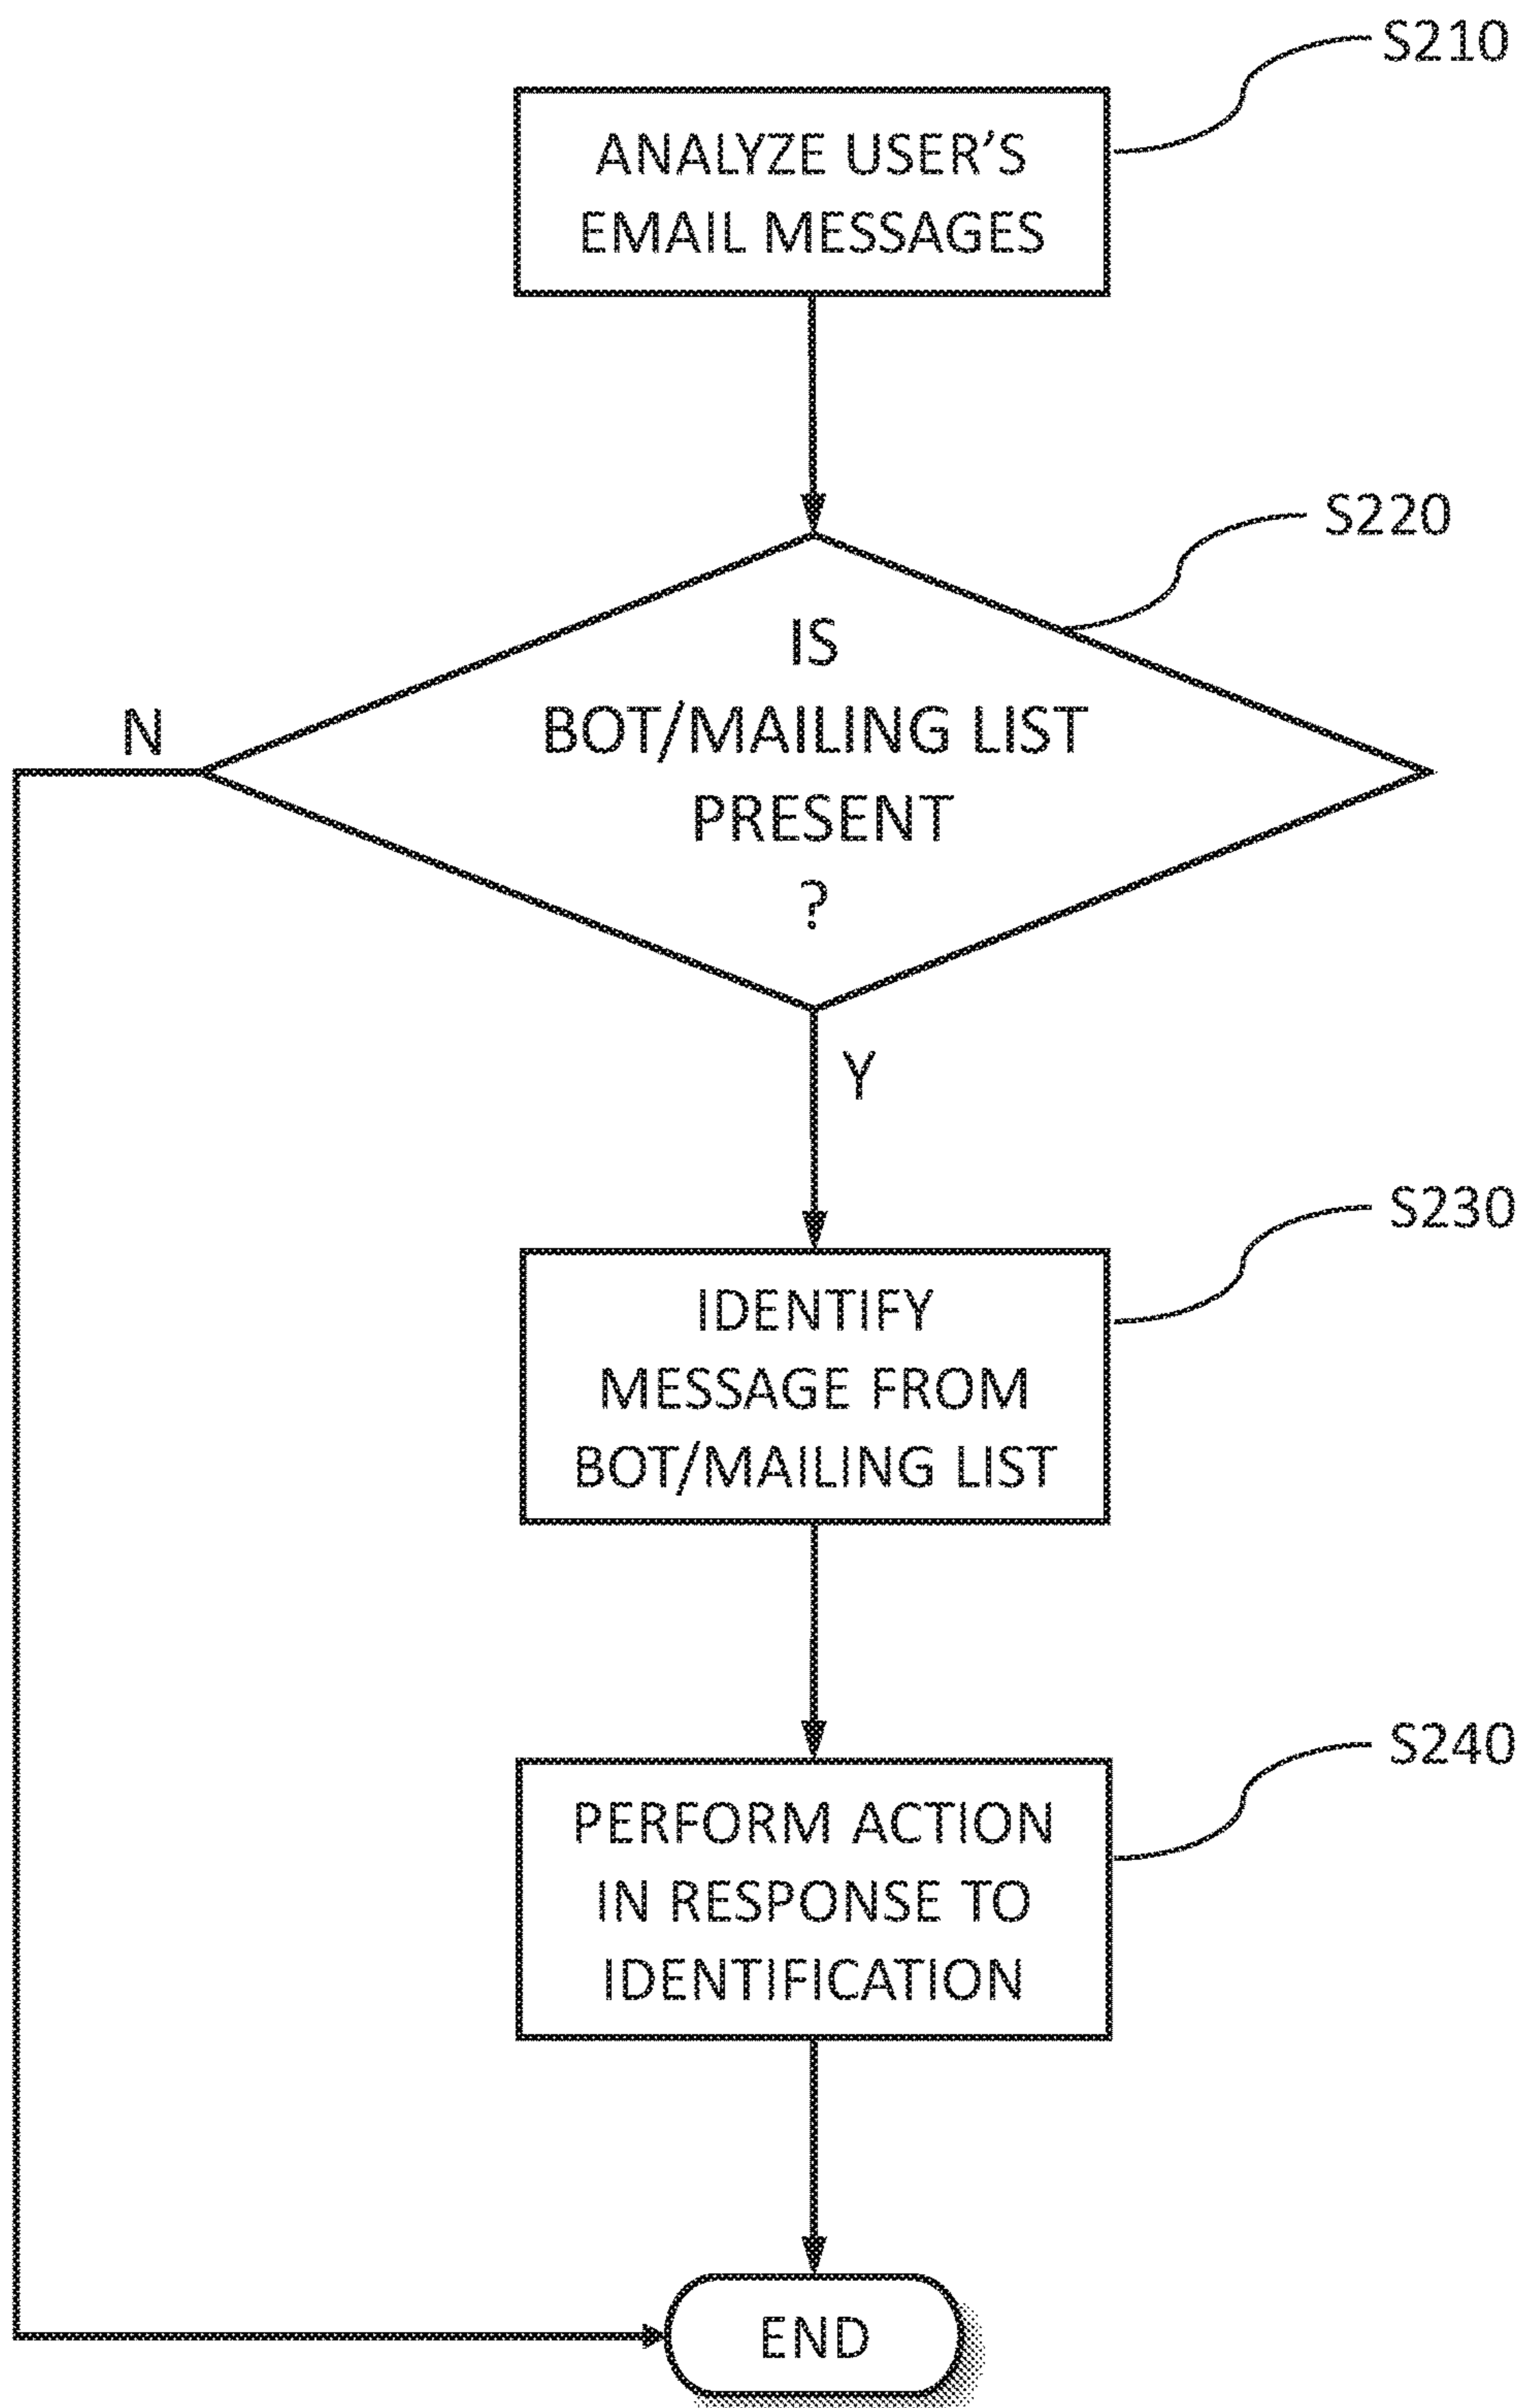 S210
ANALYZE USER'S
EMAIL MESSAGES
S220
IS
BOT/MAILING LIST
PRESENT
?
N
Y
S230
IDENTIFY
MESSAGE FROM
BOT/MAILING LIST
S240
PERFORM ACTION
IN RESPONSE TO
IDENTIFICATION
END